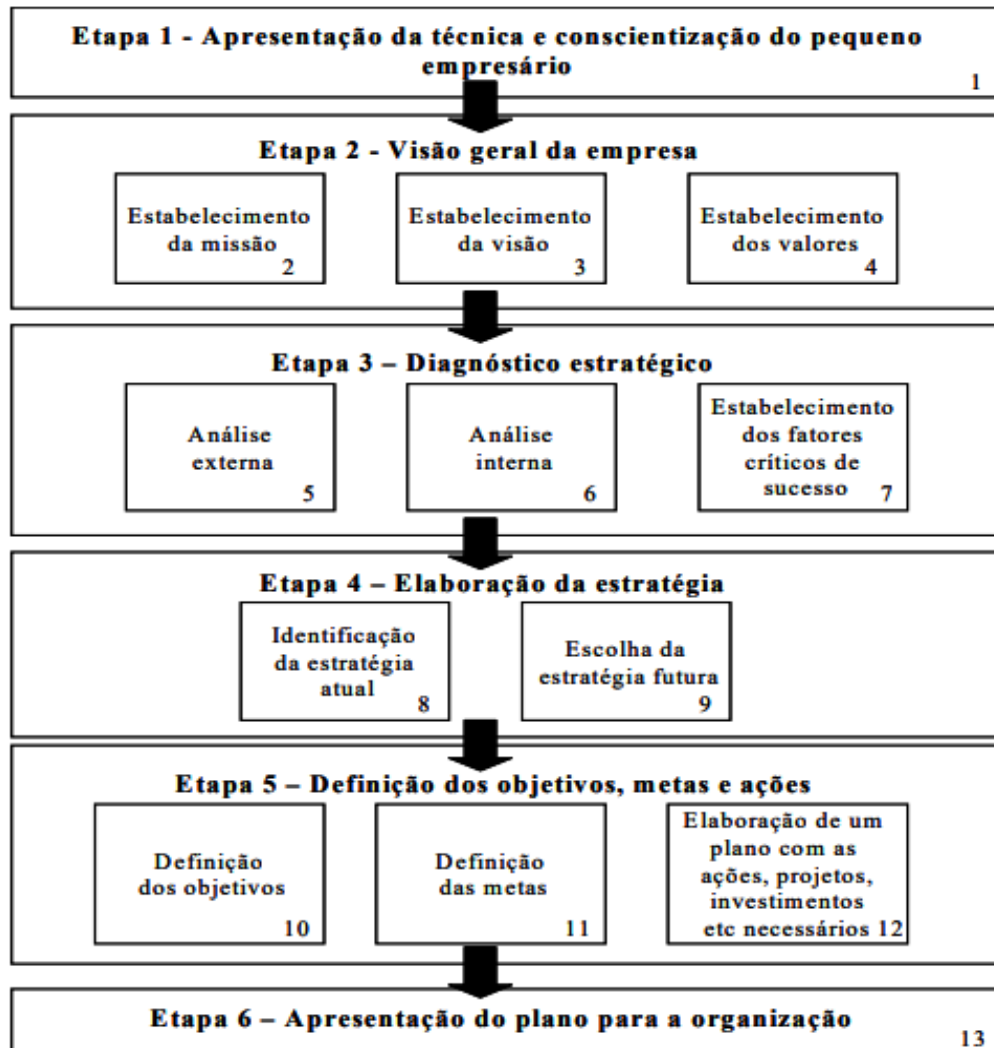 Etapa 1 - Apresentação da técnica e conscientização do pequeno
empresário
1
Etapa 2 - Visão geral da empresa
Estabelecimento
da missão
2
Estabelecimento
da visão
3
Estabelecimento
dos valores
4
Etapa 3 – Diagnóstico estratégico
Análise
externa
5
Análise
interna
6
Estabelecimento
dos fatores
críticos de
sucesso
7
Etapa 4 – Elaboração da estratégia
Identificação
da estratégia
atual
8
Escolha da
estratégia futura
9
Etapa 5 – Definição dos objetivos, metas e ações
Definição
dos objetivos
10
Definição
das metas
11
Elaboração de um
plano com as
ações, projetos,
investimentos
etc necessários 12
Etapa 6 – Apresentação do plano para a organização
13